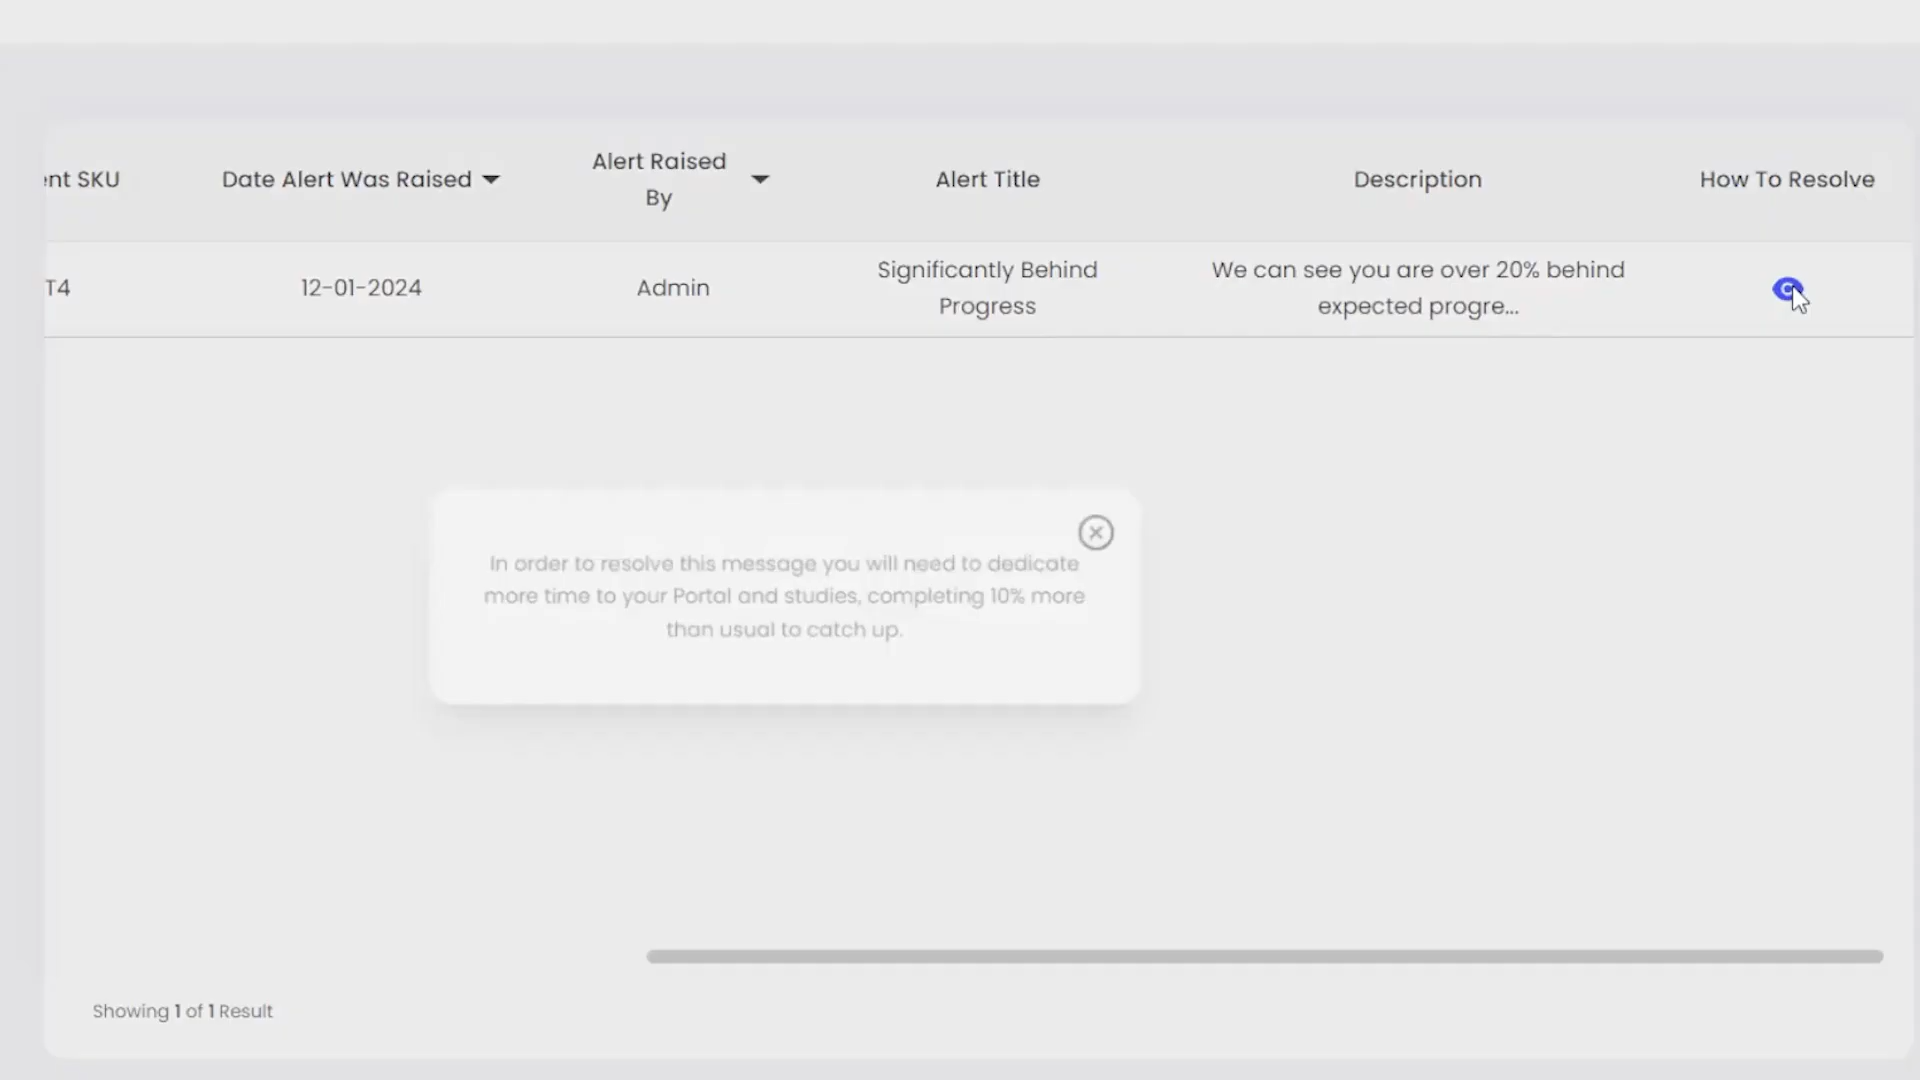 ent SKU
Date Alert Was Raised
Alert Raised
By
Alert Title
Description
How To Resolve
T4
12-01-2024
Admin
Significantly Behind
Progress
We can see you are over 20% behind
expected progre...
In order to resolve this message you will need to dedicate
more time to your Portal and studies, completing 10% more
than usual to catch up.
Showing 1 of 1 Result